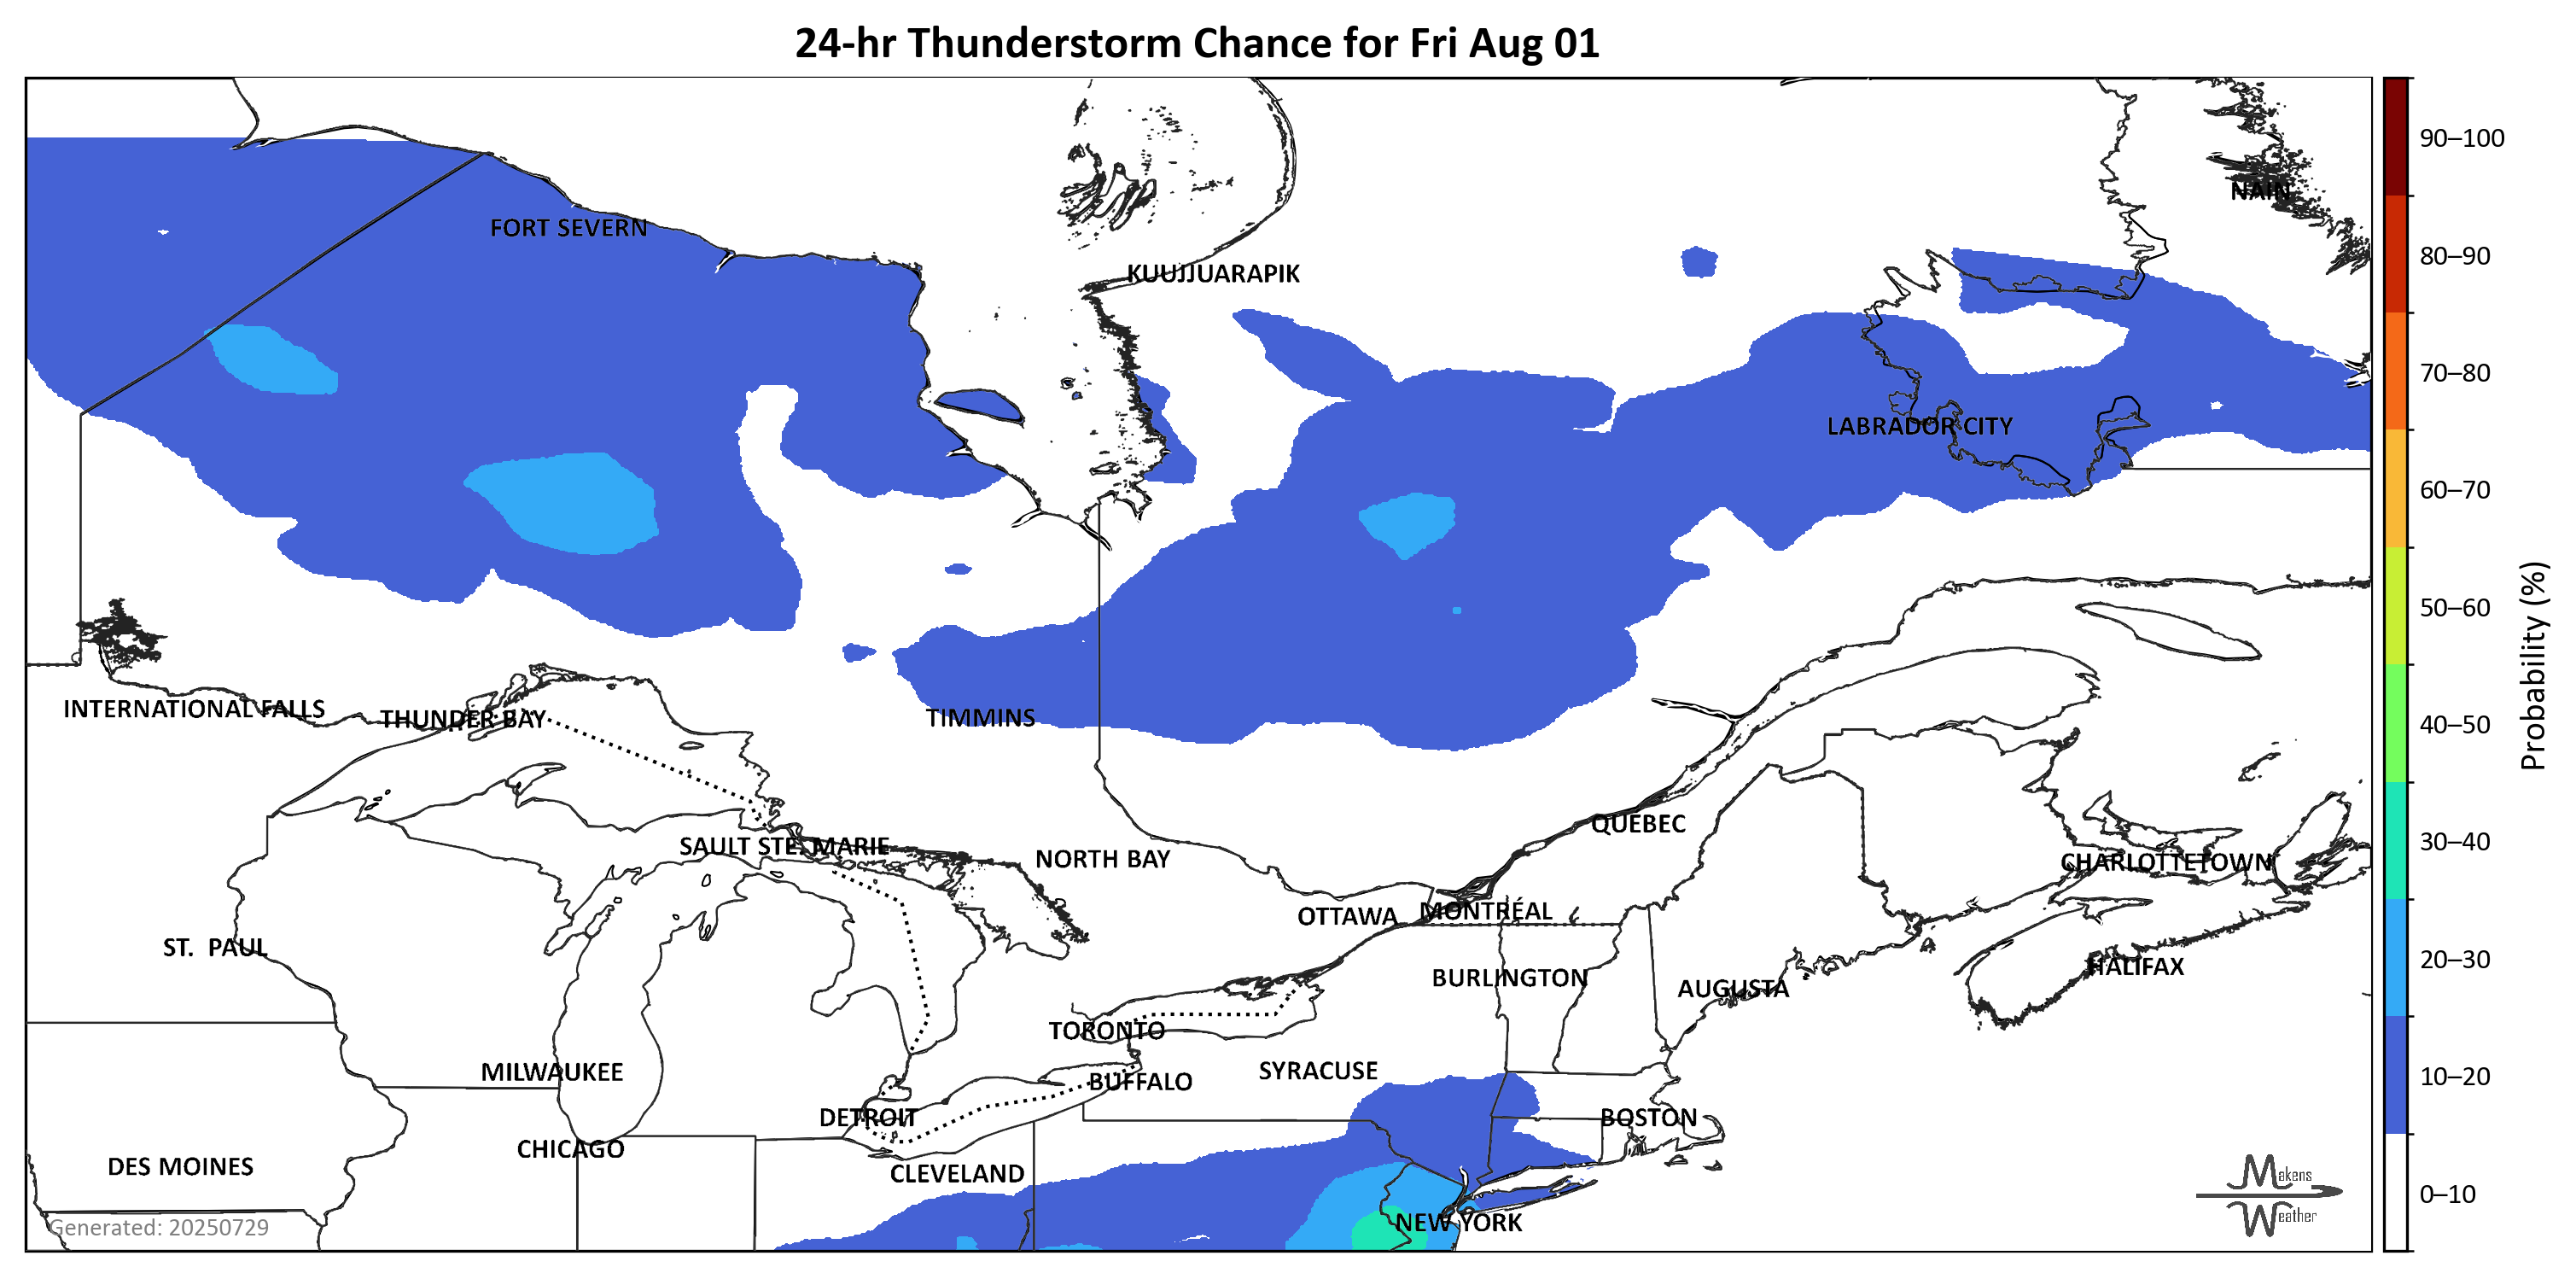 24-hr Thunderstorm Chance for Fri Aug 01
90–100
NAIN
FORT SEVERN
80–90
KUUJJUARAPIK
70–80
LABRADOR CITY
60–70
50–60
Probability (%)
INTERNATIONAL FALLS
THUNDER BAY
TIMMINS
40–50
QUEBEC
SAULT STE. MARIE
NORTH BAY
CHARLOTTETOWN
30–40
OTTAWA
MONTRÉAL
ST. PAUL
HALIFAX
20–30
BURLINGTON
AUGUSTA
TORONTO
MILWAUKEE
SYRACUSE
BUFFALO
10–20
DETROIT
BOSTON
CHICAGO
DES MOINES
CLEVELAND
Makens
Weather
0–10
NEW YORK
Generated: 20250729